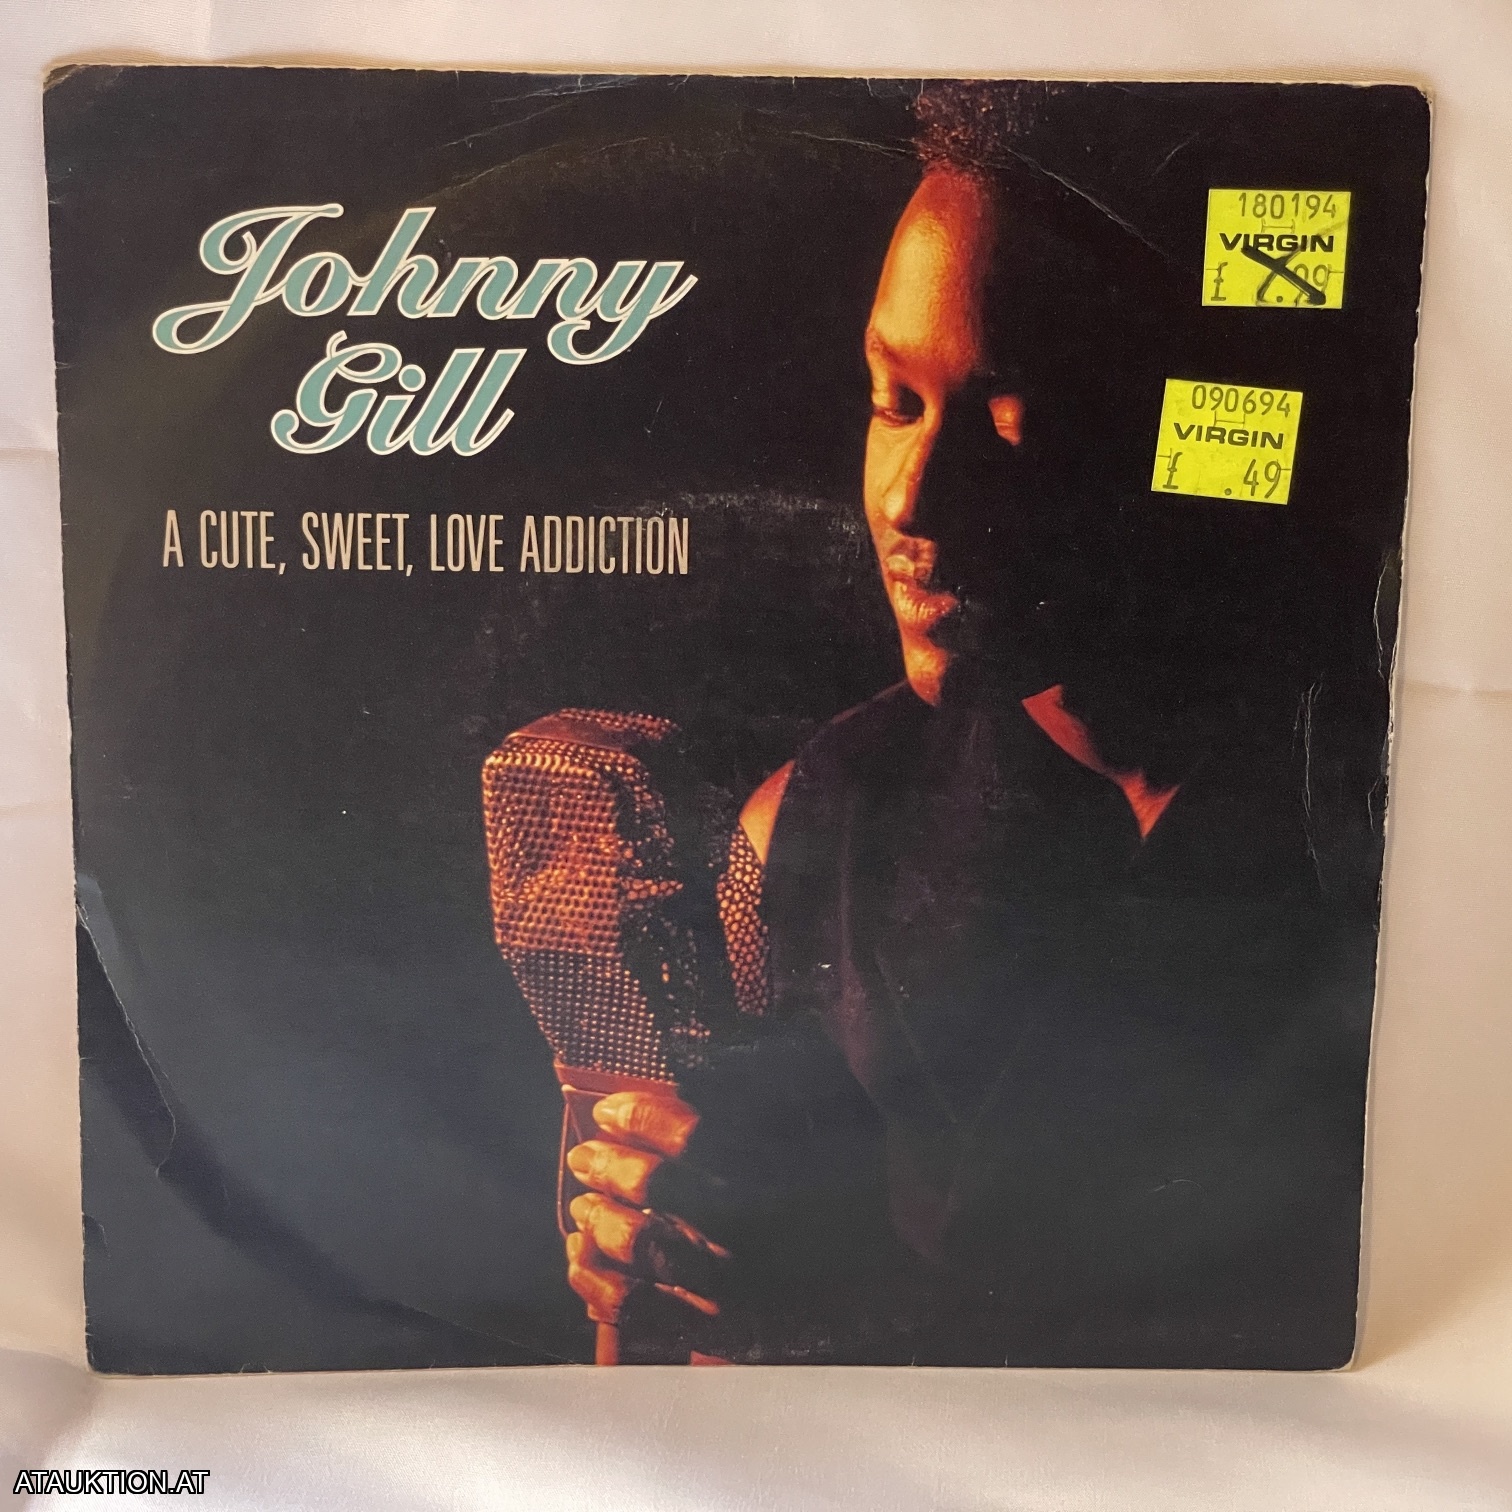 Johnny
Gill
A CUTE, SWEET, LOVE ADDICTION
180194
VIRGIN
£
090694
VIRGIN
£ .49
ATAUKTION.AT